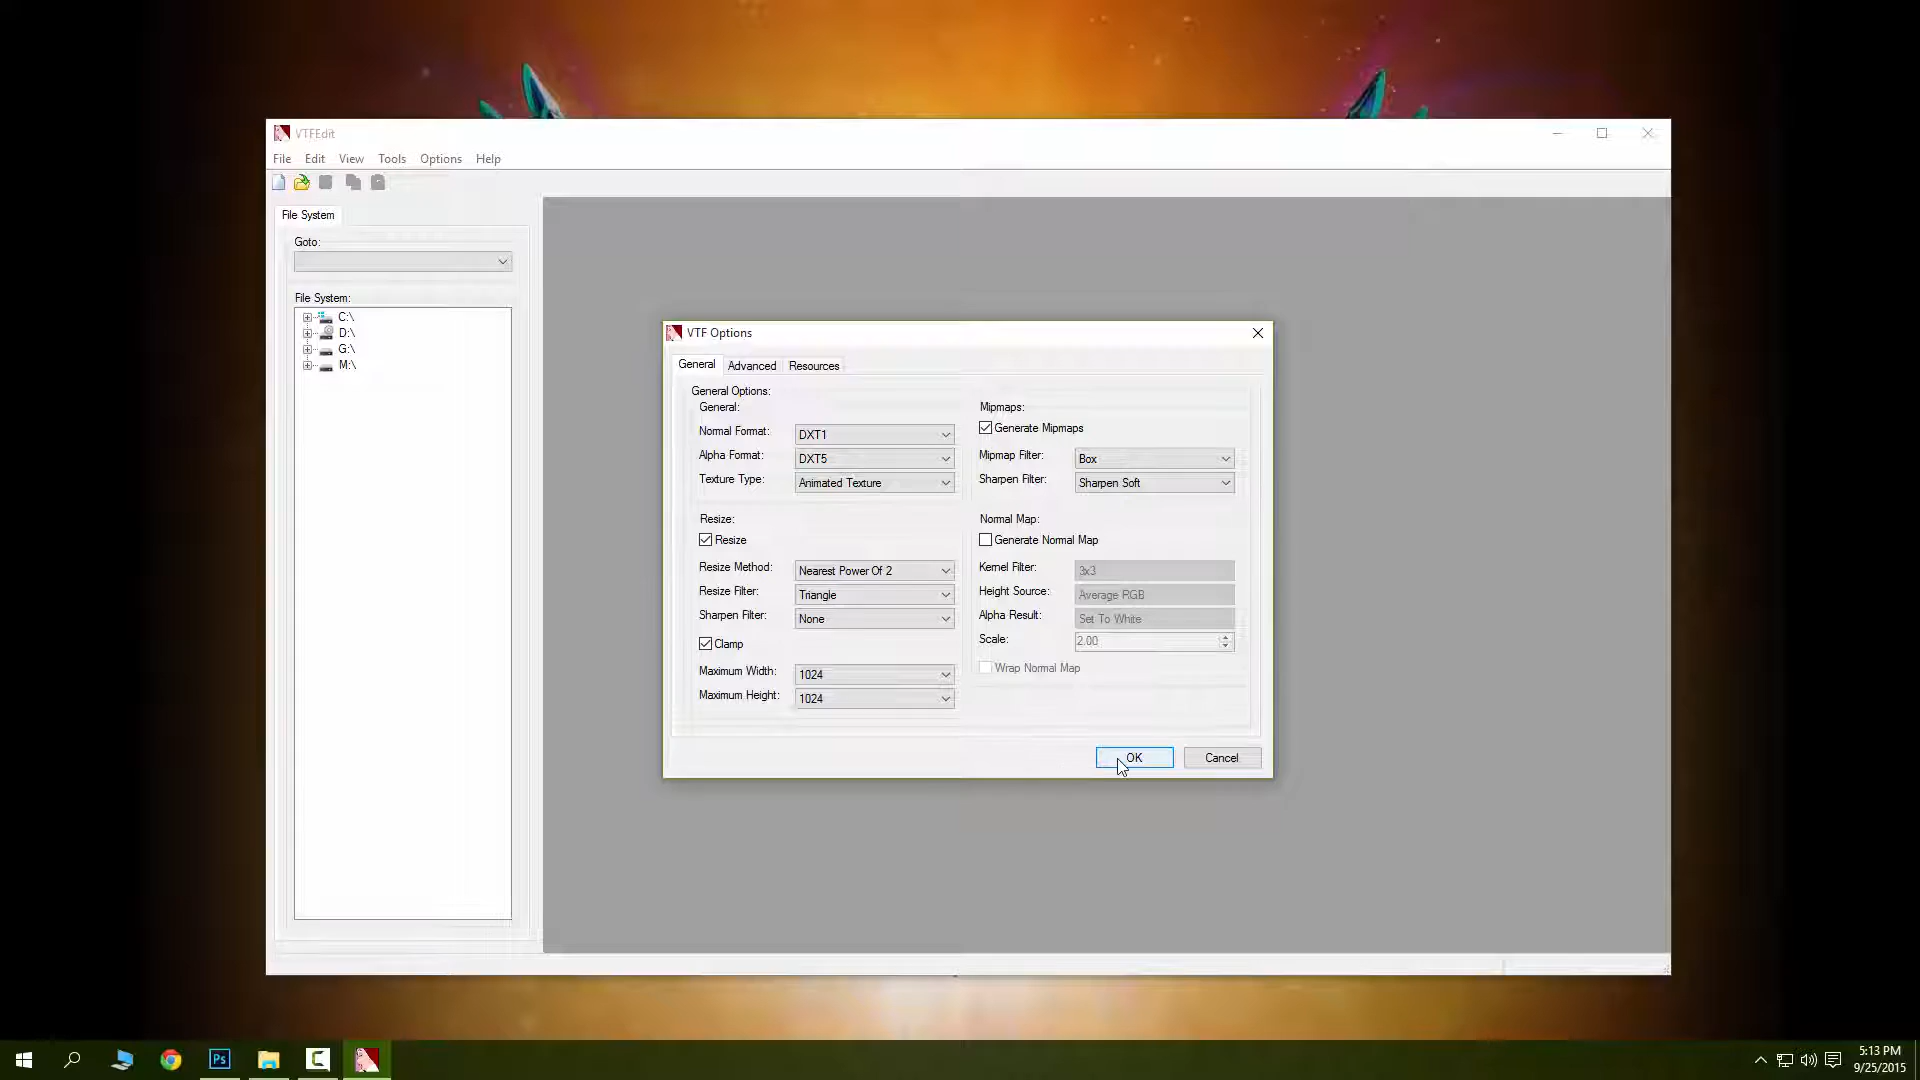 VTFEdit
File Edit View Tools Options Help
File System
Goto:
File System:
C:\
D:\
G:\
M:\
VTF Options
General Advanced Resources
General Options:
General:
Normal Format: DXT1
Alpha Format: DXT5
Texture Type: Animated Texture
Resize:
Resize
Resize Method: Nearest Power Of 2
Resize Filter: Triangle
Sharpen Filter: None
Clamp
Maximum Width: 1024
Maximum Height: 1024
Mipmaps:
Generate Mipmaps
Mipmap Filter: Box
Sharpen Filter: Sharpen Soft
Normal Map:
Generate Normal Map
Kernel Filter: 3x3
Height Source: Average RGB
Alpha Result: Set To White
Scale: 2.00
Wrap Normal Map
OK Cancel
Ps
5:13 PM
9/25/2015